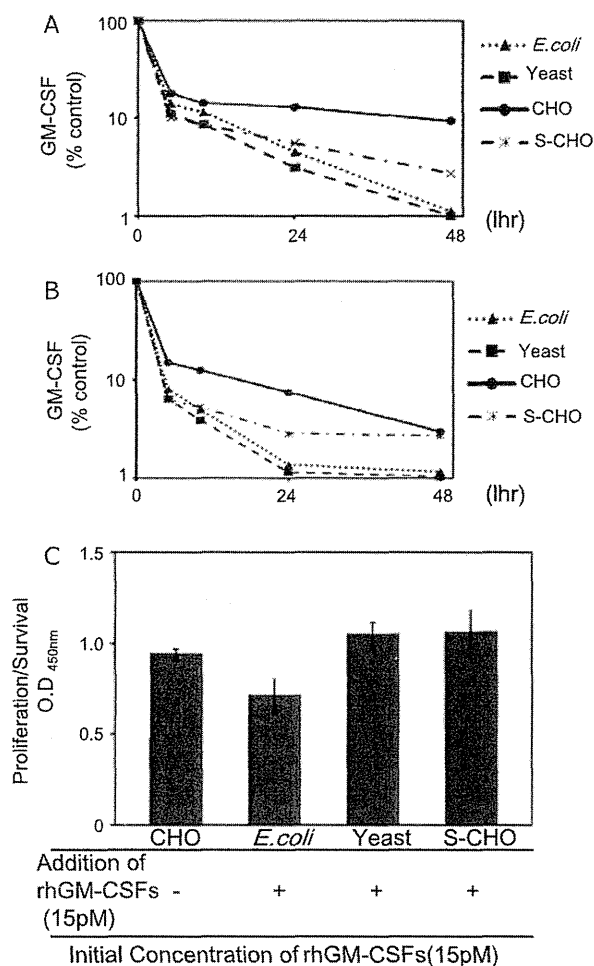 A
100
10
1
GM-CSF
(% control)
0
24
48
(Ihr)
E.coli
Yeast
CHO
S-CHO
B
100
10
1
GM-CSF
(% control)
0
24
48
(Ihr)
E.coli
Yeast
CHO
S-CHO
C
1.5
1.0
0.5
0
Proliferation/Survival
O.D 450nm
CHO E.coli Yeast S-CHO
Addition of
rhGM-CSFs - + + +
(15pM)
Initial Concentration of rhGM-CSFs(15pM)